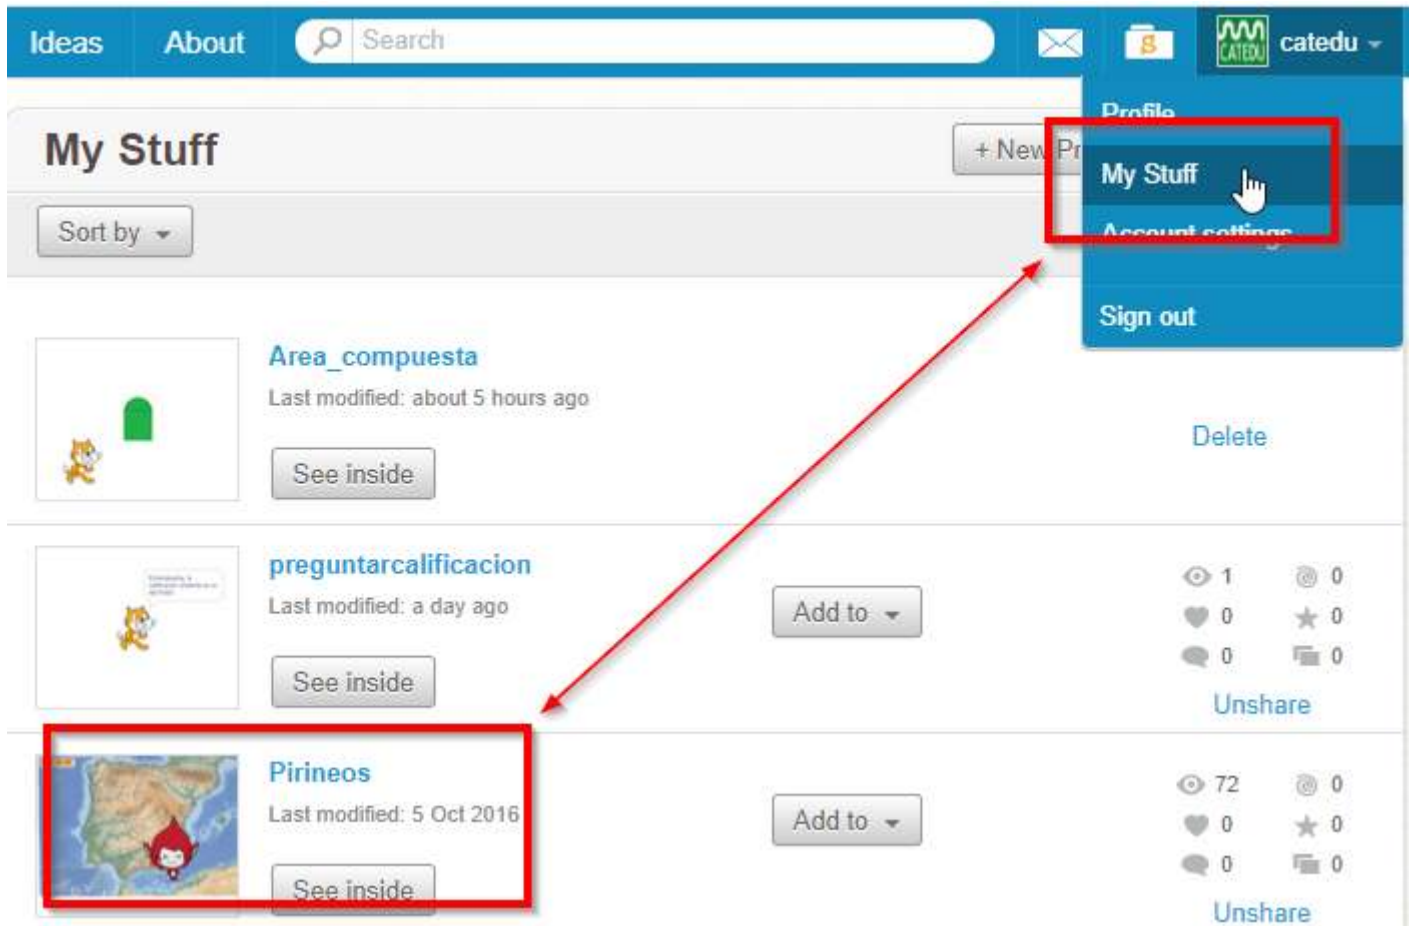 Ideas About Search CATEDU catedu
Profile
My Stuff + New Pr
My Stuff
Sort by
Account settings
Sign out
Area_compuesta
Last modified: about 5 hours ago
Delete
See inside
preguntarcalificacion
Last modified: a day ago
Add to
See inside
1 0
0 0
0 0
Unshare
Pirineos
Last modified: 5 Oct 2016
Add to
See inside
72 0
0 0
0 0
Unshare